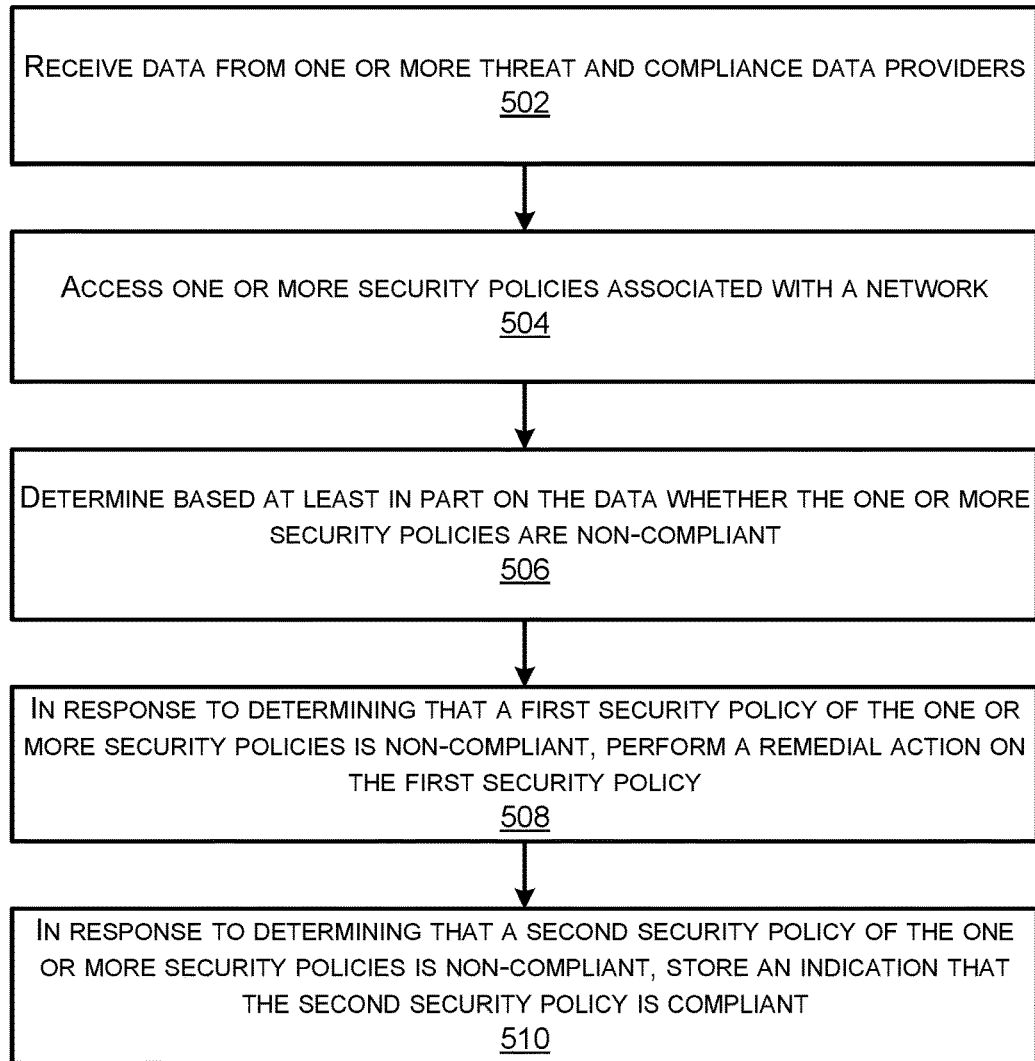 RECEIVE DATA FROM ONE OR MORE THREAT AND COMPLIANCE DATA PROVIDERS
502
ACCESS ONE OR MORE SECURITY POLICIES ASSOCIATED WITH A NETWORK
504
DETERMINE BASED AT LEAST IN PART ON THE DATA WHETHER THE ONE OR MORE
SECURITY POLICIES ARE NON-COMPLIANT
506
IN RESPONSE TO DETERMINING THAT A FIRST SECURITY POLICY OF THE ONE OR
MORE SECURITY POLICIES IS NON-COMPLIANT, PERFORM A REMEDIAL ACTION ON
THE FIRST SECURITY POLICY
508
IN RESPONSE TO DETERMINING THAT A SECOND SECURITY POLICY OF THE ONE
OR MORE SECURITY POLICIES IS NON-COMPLIANT, STORE AN INDICATION THAT
THE SECOND SECURITY POLICY IS COMPLIANT
510